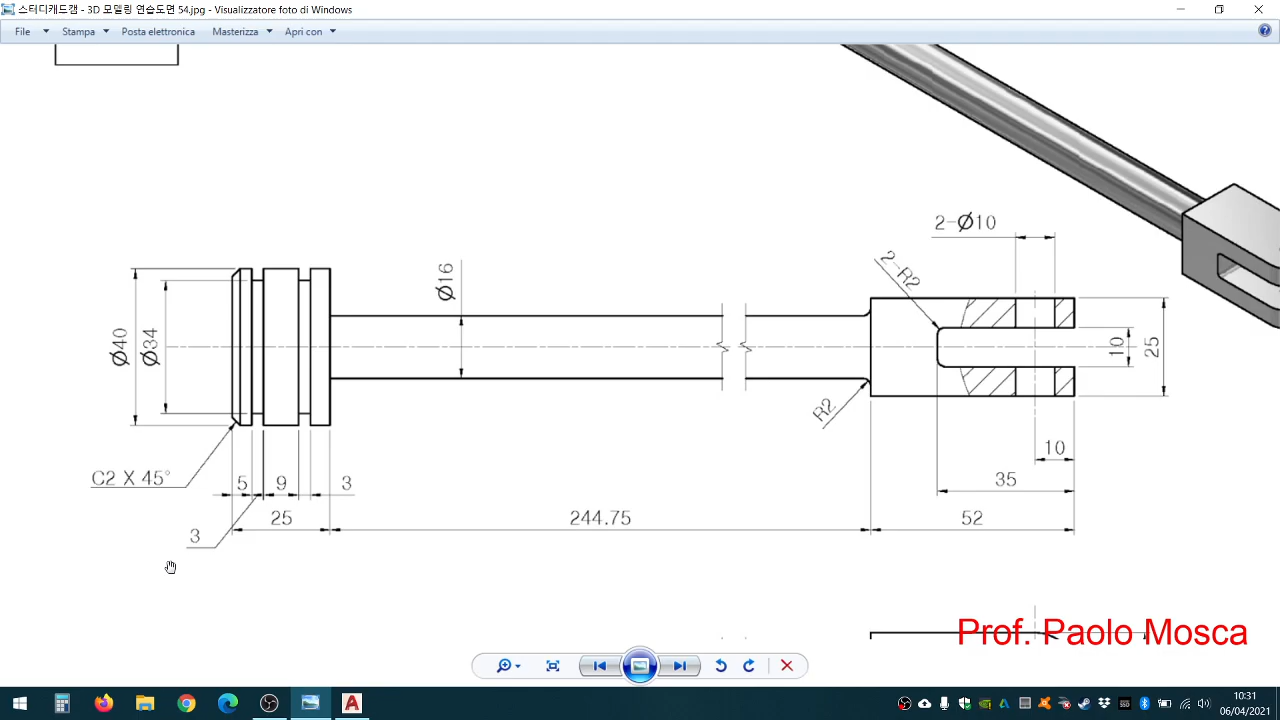 스터디캐드캠 - 3D 모델링 연습도면 54.jpg - Visualizzatore foto di Windows
File Stampa Posta elettronica Masterizza Apri con
2-Ø10
2-R2
Ø16
Ø40
Ø34
10
25
R2
10
C2 X 45°
5 9 3
35
3
25
244.75
52
Prof. Paolo Mosca
10:31
06/04/2021